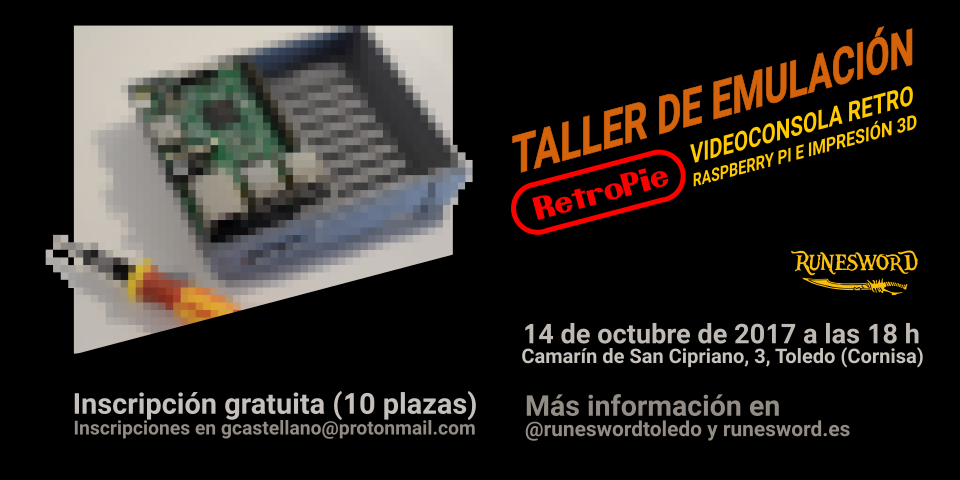 TALLER DE EMULACIÓN
VIDEOCONSOLA RETRO
RASPBERRY PI E IMPRESIÓN 3D
RetroPie
RUNESWORD
14 de octubre de 2017 a las 18 h
Camarín de San Cipriano, 3, Toledo (Cornisa)
Inscripción gratuita (10 plazas)
Inscripciones en gcastellano@protonmail.com
Más información en
@runeswordtoledo y runesword.es